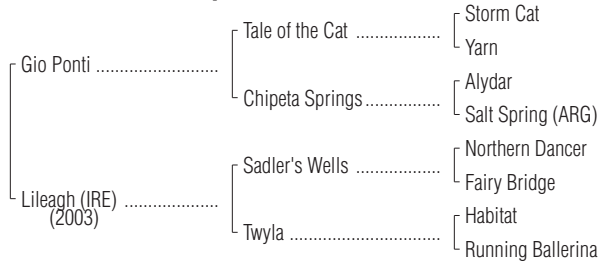 Storm Cat
Tale of the Cat ..................
Yarn
Gio Ponti ..........................
Alydar
Chipeta Springs................
Salt Spring (ARG)
Northern Dancer
Sadler's Wells ..................
Fairy Bridge
Lileagh (IRE) ....................
(2003)
Habitat
Twyla ................................
Running Ballerina